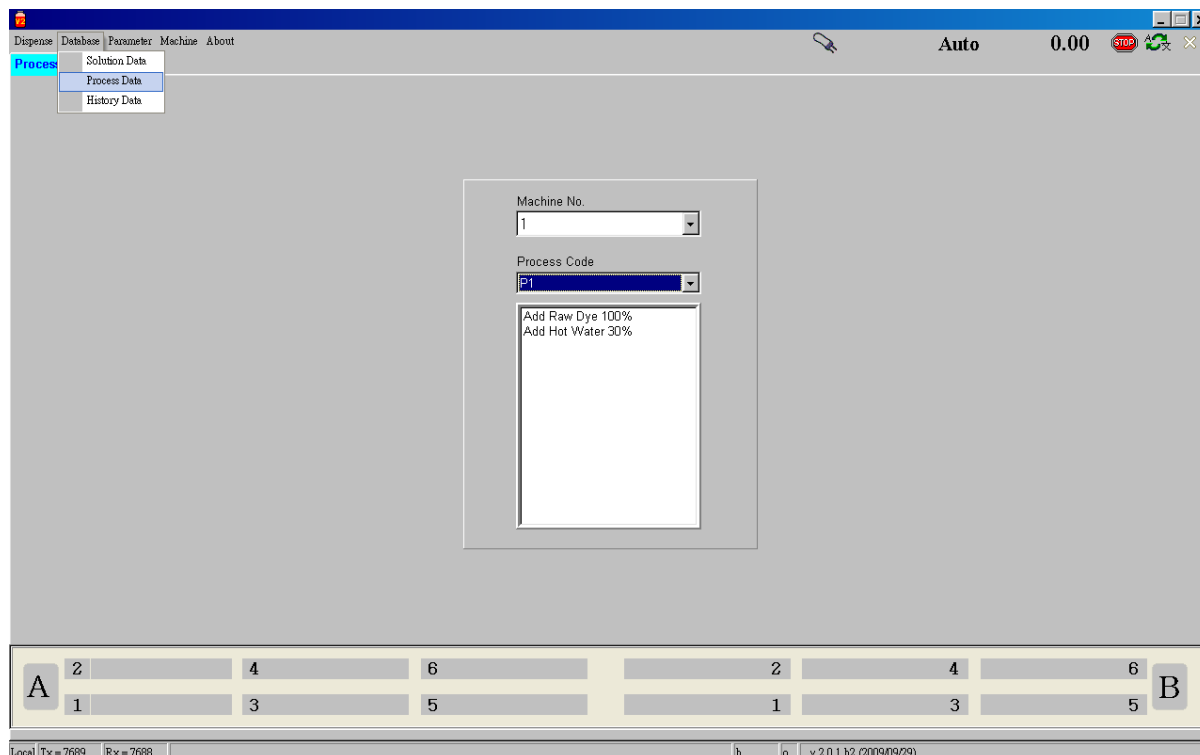 V2
Dispense Database Parameter Machine About
Auto 0.00 STOP
Process
Solution Data
Process Data
History Data
Machine No.
1
Process Code
P1
Add Raw Dye 100%
Add Hot Water 30%
A 2 4 6 2 4 6 B
1 3 5 1 3 5
Local Tx = 7689 Rx = 7688 h o v 2.0.1 b2 (2009/09/29)